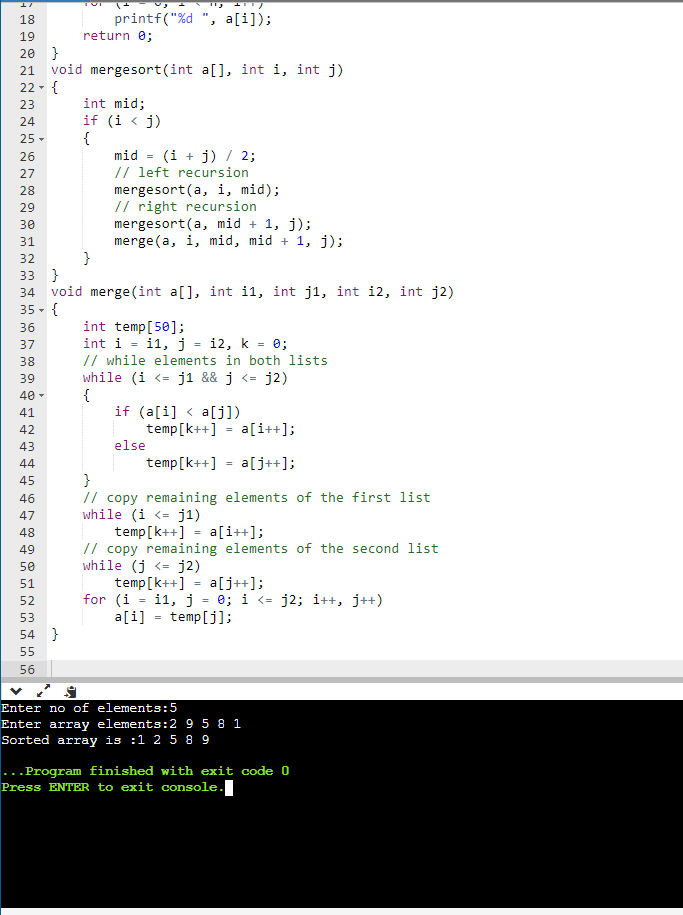 18 printf("%d ", a[i]);
19 return 0;
20 }
21 void mergesort(int a[], int i, int j)
22 {
23 int mid;
24 if (i < j)
25 {
26 mid = (i + j) / 2;
27 // left recursion
28 mergesort(a, i, mid);
29 // right recursion
30 mergesort(a, mid + 1, j);
31 merge(a, i, mid, mid + 1, j);
32 }
33 }
34 void merge(int a[], int i1, int j1, int i2, int j2)
35 {
36 int temp[50];
37 int i = i1, j = i2, k = 0;
38 // while elements in both lists
39 while (i <= j1 && j <= j2)
40 {
41 if (a[i] < a[j])
42 temp[k++] = a[i++];
43 else
44 temp[k++] = a[j++];
45 }
46 // copy remaining elements of the first list
47 while (i <= j1)
48 temp[k++] = a[i++];
49 // copy remaining elements of the second list
50 while (j <= j2)
51 temp[k++] = a[j++];
52 for (i = i1, j = 0; i <= j2; i++, j++)
53 a[i] = temp[j];
54 }
55
56
Enter no of elements:5
Enter array elements:2 9 5 8 1
Sorted array is :1 2 5 8 9
...Program finished with exit code 0
Press ENTER to exit console.